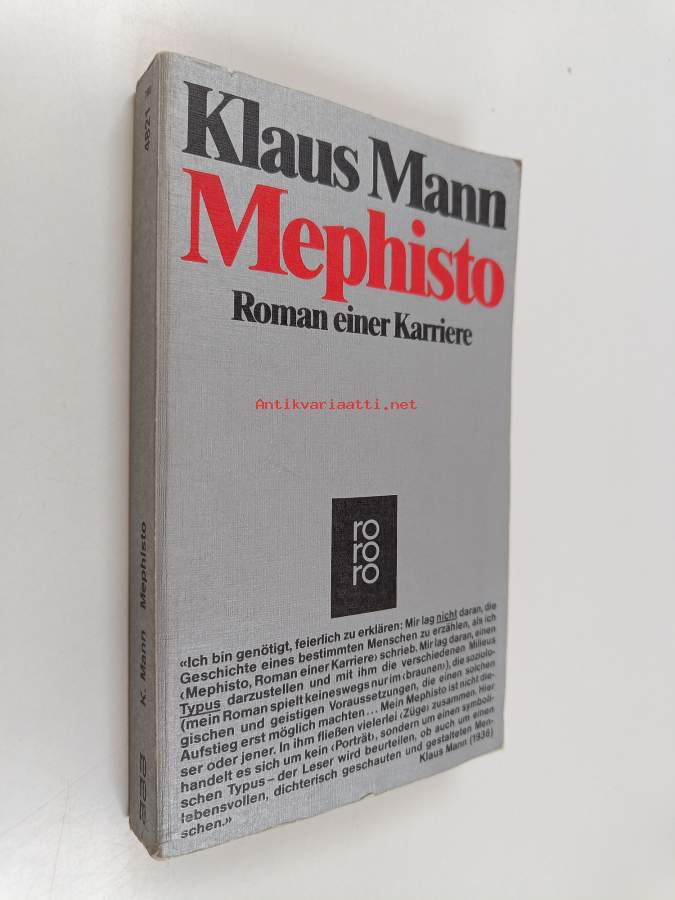 Klaus Mann
Mephisto
Roman einer Karriere
Antikvariaatti.net
ro
ro
ro
«Ich bin genötigt, feierlich zu erklären: Mir lag nicht daran, die
Geschichte eines bestimmten Menschen zu erzählen, als ich
‹Mephisto, Roman einer Karriere› schrieb. Mir lag daran, einen
Typus darzustellen und mit ihm die verschiedenen Milieus
(mein Roman spielt keineswegs nur im ‹braunen›), die soziolo-
gischen und geistigen Voraussetzungen, die einen solchen
Aufstieg erst möglich machten... Mein Mephisto ist nicht die-
ser oder jener. In ihm fließen vielerlei ‹Züge› zusammen. Hier
handelt es sich um kein ‹Porträt›, sondern um einen symboli-
schen Typus – der Leser wird beurteilen, ob auch um einen
lebensvollen, dichterisch geschauten und gestalteten Men-
schen.»
Klaus Mann (1936)
K. Mann Mephisto
4821